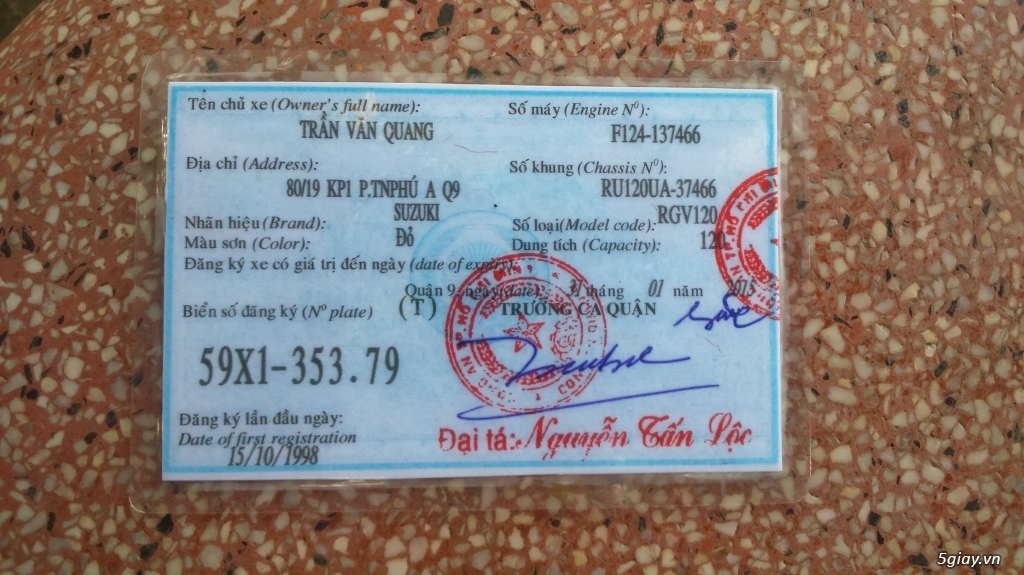 Tên chủ xe (Owner's full name):
TRẦN VĂN QUANG
Số máy (Engine Nº):
F124-137466
Địa chỉ (Address):
80/19 KP1 P.TNPHÚ A Q9
Số khung (Chassis Nº):
RU120UA-37466
Nhãn hiệu (Brand): SUZUKI
Số loại (Model code): RGV120
Màu sơn (Color): Đỏ
Dung tích (Capacity): 120
Đăng ký xe có giá trị đến ngày (date of expiry):
Quận 9, ngày (date) 31 tháng 01 năm 2015
Biển số đăng ký (Nº plate) (T)
TRƯỞNG CA QUẬN
59X1-353.79
Đăng ký lần đầu ngày:
Date of first registration
15/10/1998
Đại tá: Nguyễn Tấn Lộc
5giay.vn